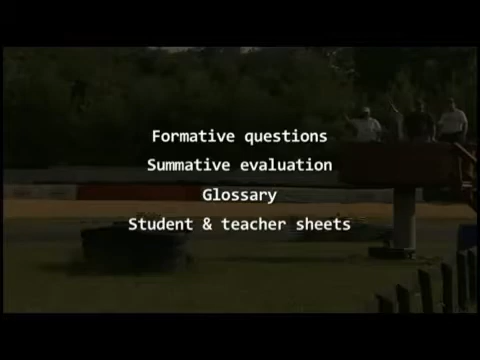 Formative questions
Summative evaluation
Glossary
Student & teacher sheets